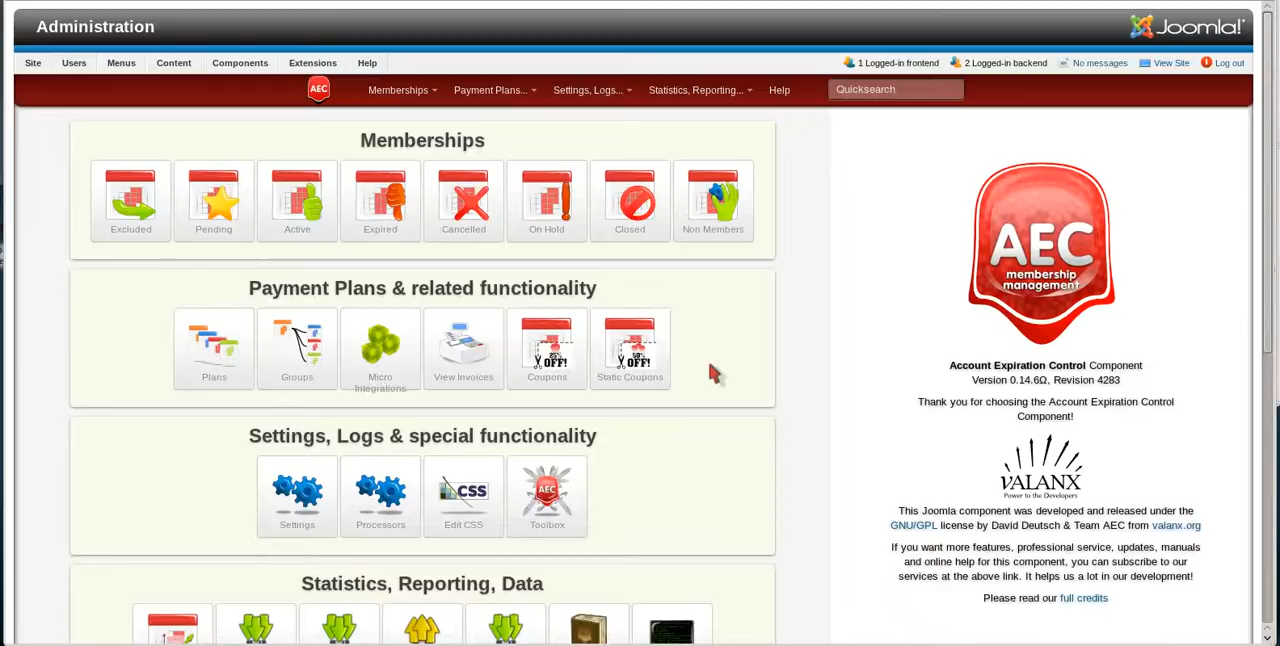 Administration
Joomla!
Site Users Menus Content Components Extensions Help
1 Logged-in frontend 2 Logged-in backend No messages View Site Log out
AEC Memberships Payment Plans... Settings, Logs... Statistics, Reporting... Help Quicksearch
Memberships
Excluded Pending Active Expired Cancelled On Hold Closed Non Members
Payment Plans & related functionality
25% OFF! 50% OFF!
Plans Groups Micro Integrations View Invoices Coupons Static Coupons
Settings, Logs & special functionality
CSS AEC
Settings Processors Edit CSS Toolbox
Statistics, Reporting, Data
AEC
membership
management
Account Expiration Control Component
Version 0.14.6Ω, Revision 4283
Thank you for choosing the Account Expiration Control
Component!
VALANX
Power to the Developers
This Joomla component was developed and released under the
GNU/GPL license by David Deutsch & Team AEC from valanx.org
If you want more features, professional service, updates, manuals
and online help for this component, you can subscribe to our
services at the above link. It helps us a lot in our development!
Please read our full credits